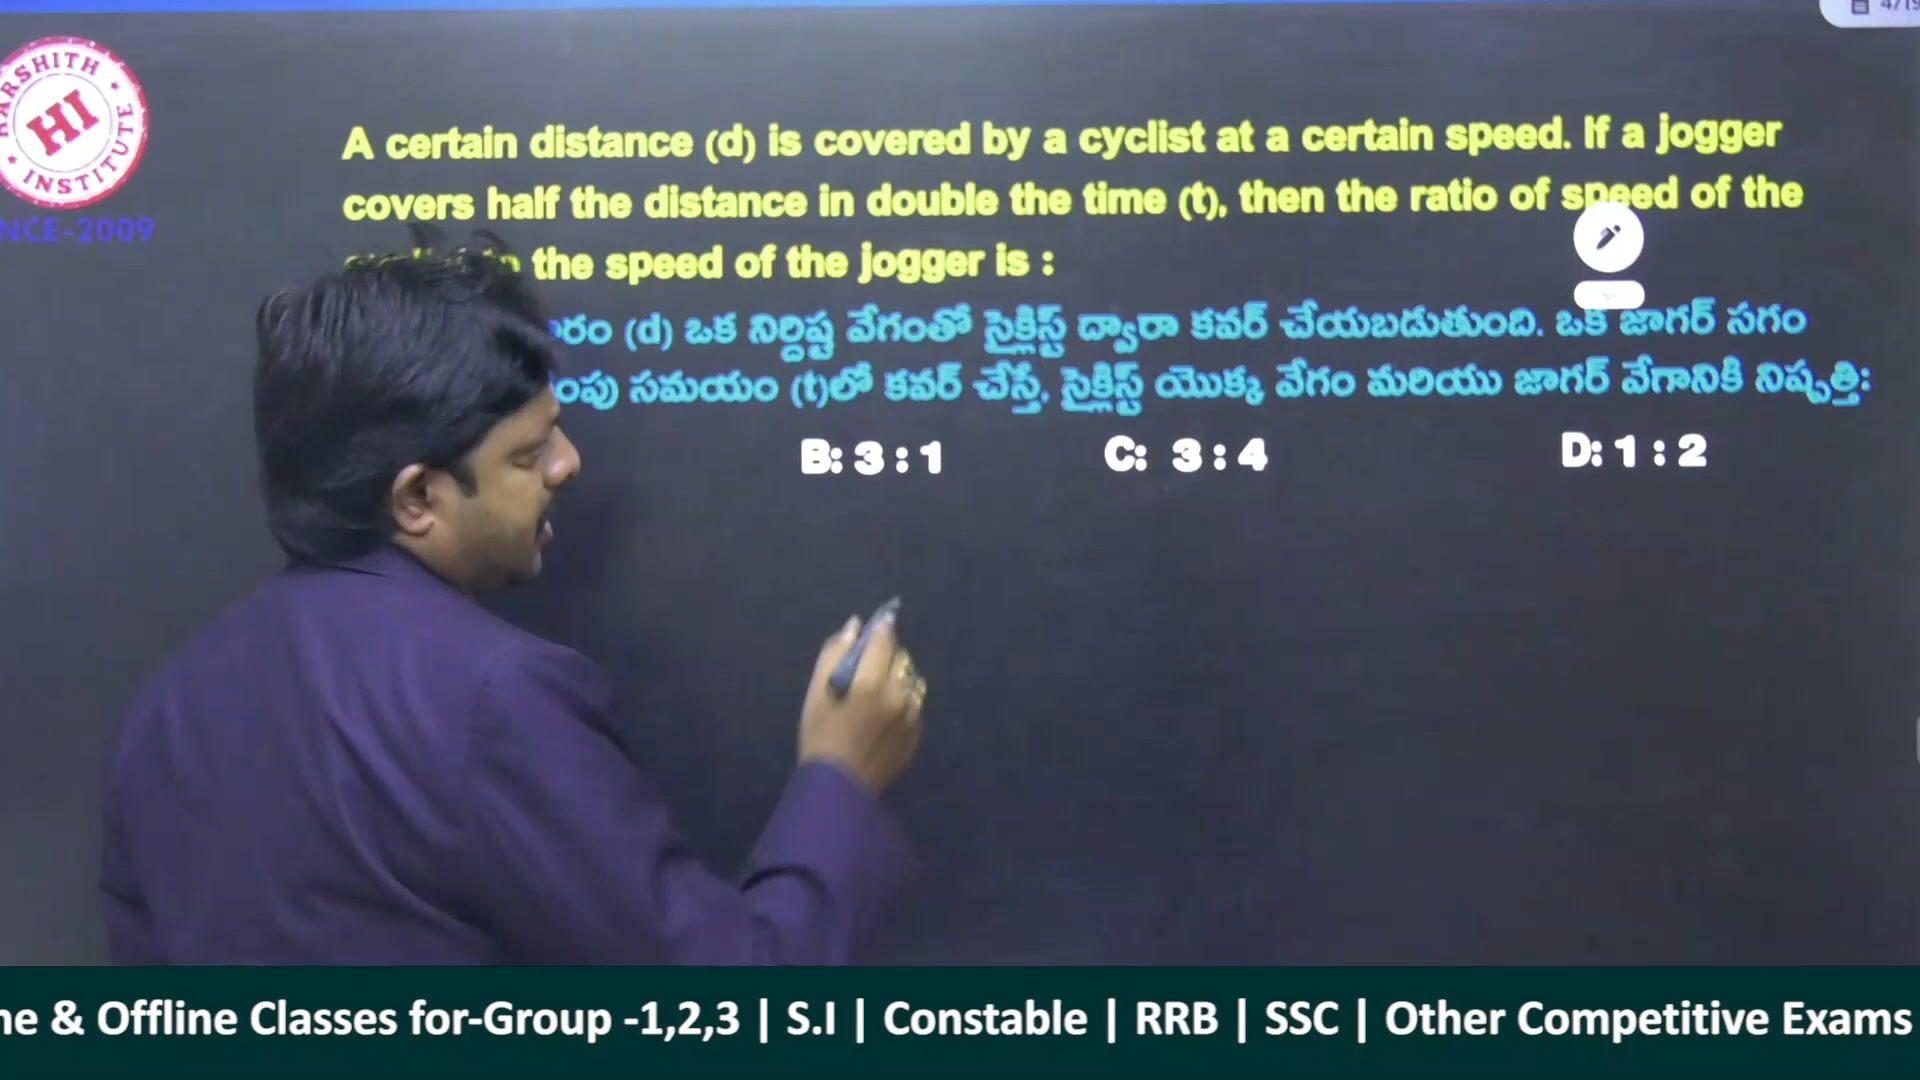 HI
INSTITUTE
NCE-2009
A certain distance (d) is covered by a cyclist at a certain speed. If a jogger
covers half the distance in double the time (t), then the ratio of speed of the
the speed of the jogger is :
(d) ఒక నిర్దిష్ట వేగంతో సైక్లిస్ట్ ద్వారా కవర్ చేయబడుతుంది. ఒక జాగర్ సగం
సమయం (t)లో కవర్ చేస్తే, సైక్లిస్ట్ యొక్క వేగం మరియు జాగర్ వేగానికి నిష్పత్తి:
B: 3 : 1 C: 3 : 4 D: 1 : 2
ne & Offline Classes for-Group -1,2,3 | S.I | Constable | RRB | SSC | Other Competitive Exams